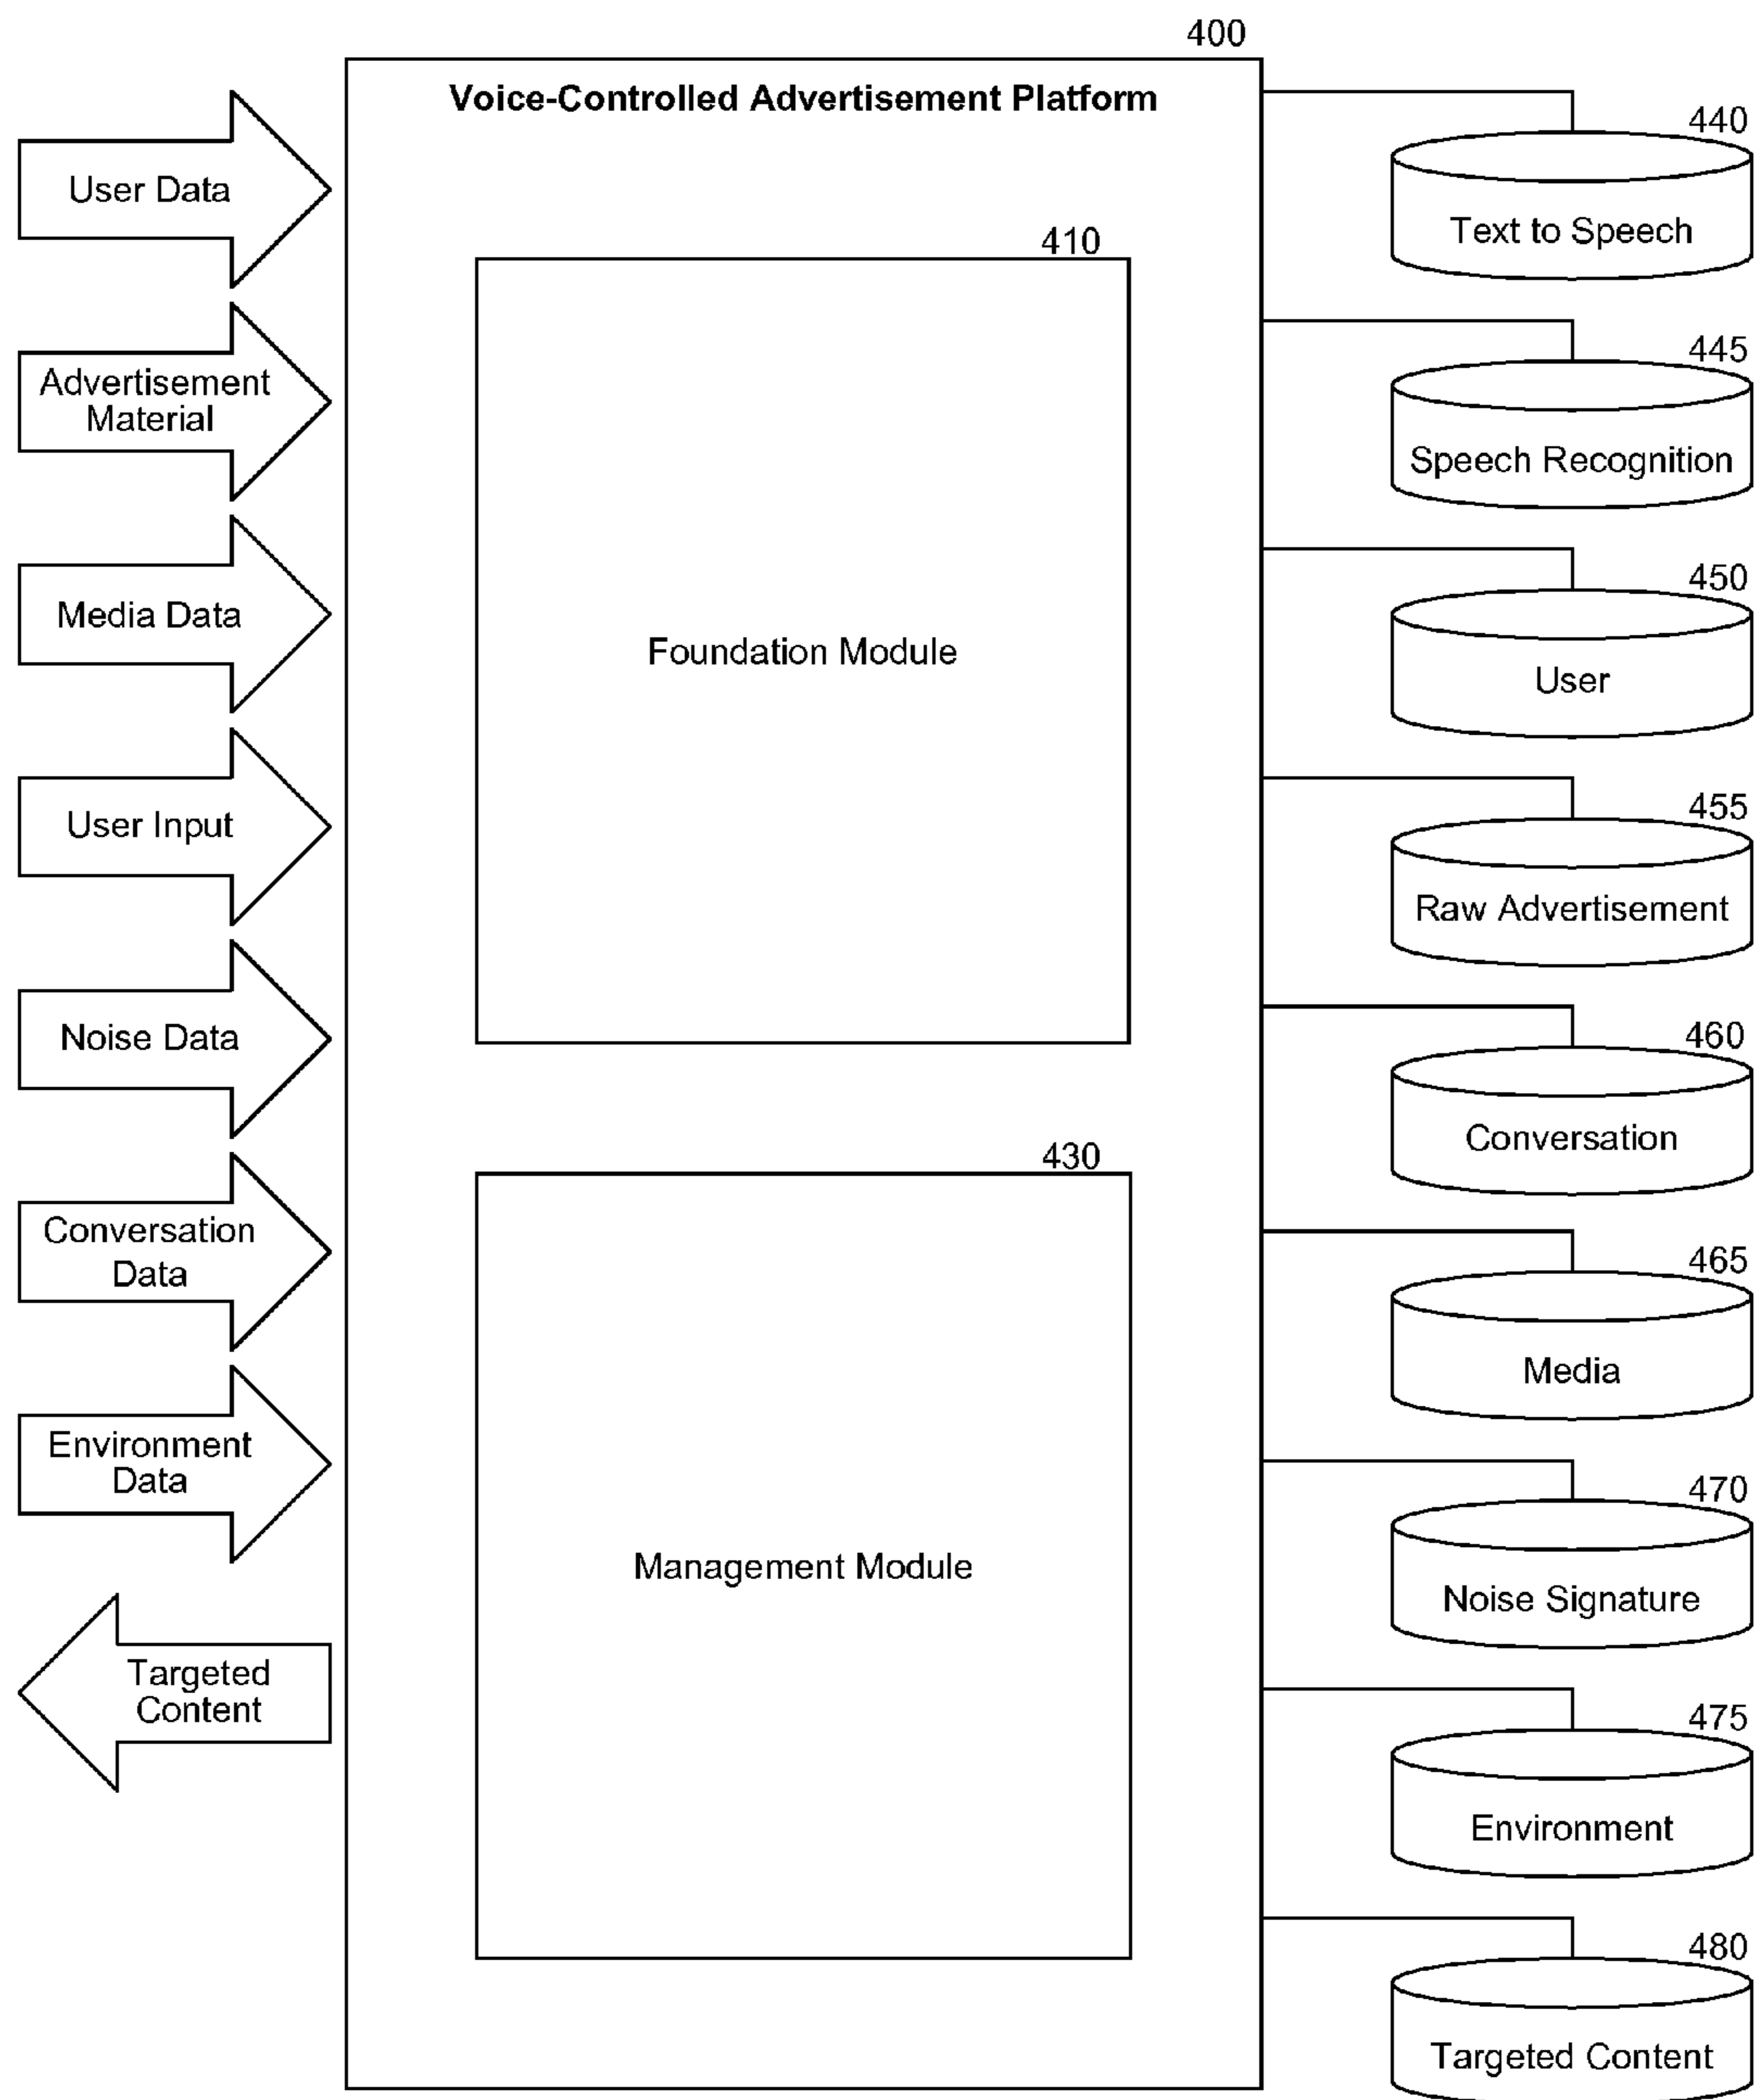 400
Voice-Controlled Advertisement Platform
User Data
Advertisement
Material
Media Data
User Input
Noise Data
Conversation
Data
Environment
Data
Targeted
Content
410
Foundation Module
430
Management Module
440
Text to Speech
445
Speech Recognition
450
User
455
Raw Advertisement
460
Conversation
465
Media
470
Noise Signature
475
Environment
480
Targeted Content